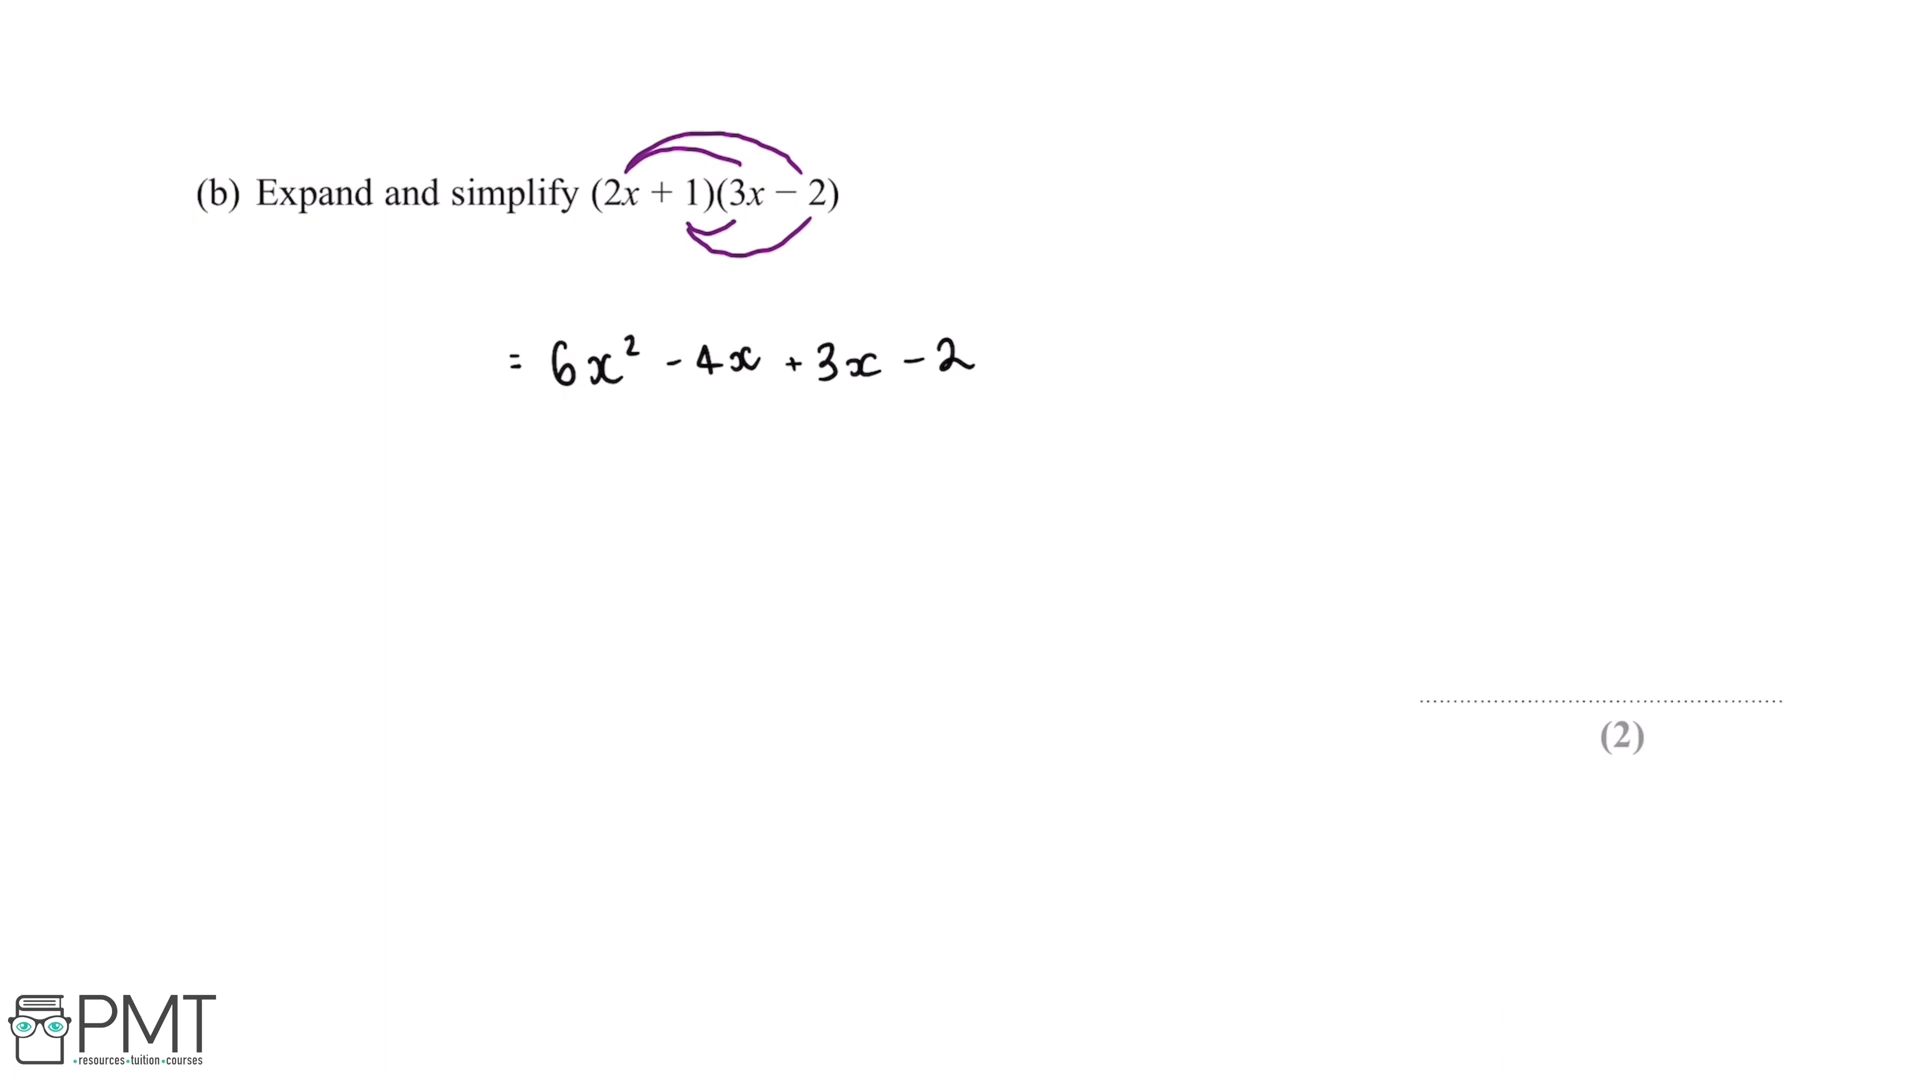 (b) Expand and simplify (2x + 1)(3x − 2)
= 6x² - 4x + 3x - 2
(2)
PMT
•resources•tuition•courses